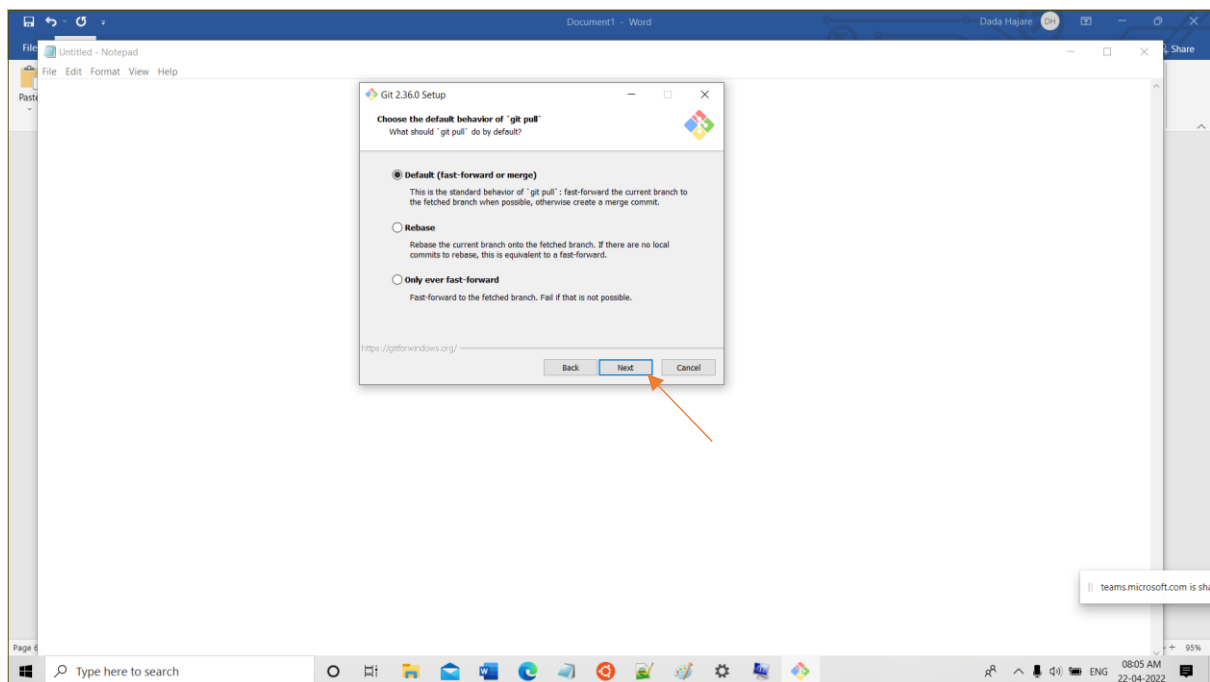 Document1 - Word
Dada Hajare
DH
File
Share
Untitled - Notepad
File Edit Format View Help
Paste
Git 2.36.0 Setup
Choose the default behavior of `git pull`
What should `git pull` do by default?
Default (fast-forward or merge)
This is the standard behavior of `git pull`: fast-forward the current branch to
the fetched branch when possible, otherwise create a merge commit.
Rebase
Rebase the current branch onto the fetched branch. If there are no local
commits to rebase, this is equivalent to a fast-forward.
Only ever fast-forward
Fast-forward to the fetched branch. Fail if that is not possible.
https://gitforwindows.org/
Back Next Cancel
teams.microsoft.com is sha
Page 6
+ 95%
Type here to search
ENG
08:05 AM
22-04-2022